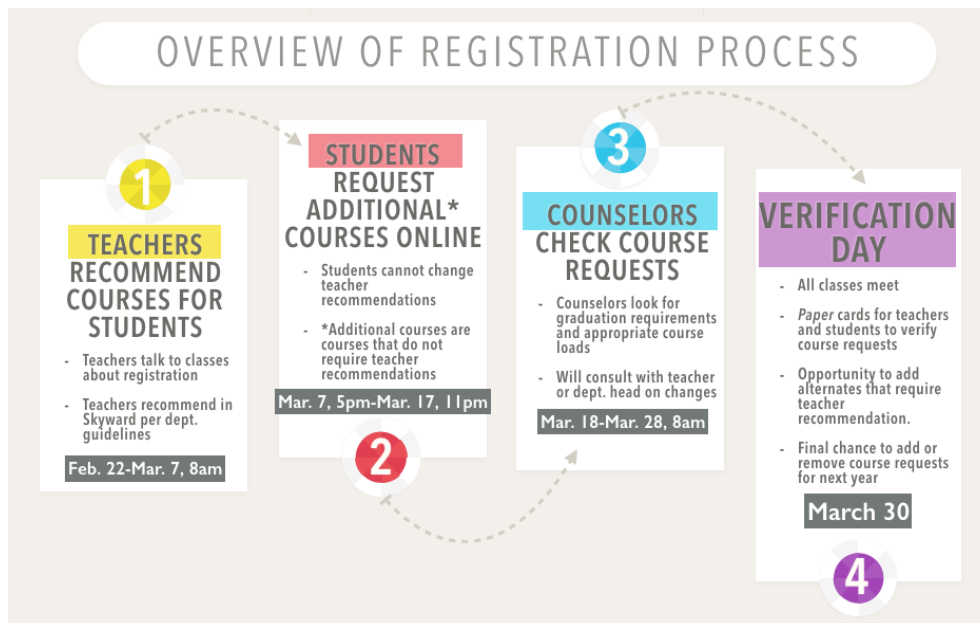 OVERVIEW OF REGISTRATION PROCESS
1
TEACHERS
RECOMMEND
COURSES FOR
STUDENTS
- Teachers talk to classes
about registration
- Teachers recommend in
Skyward per dept.
guidelines
Feb. 22-Mar. 7, 8am
STUDENTS
REQUEST
ADDITIONAL*
COURSES ONLINE
- Students cannot change
teacher
recommendations
- *Additional courses are
courses that do not
require teacher
recommendations
Mar. 7, 5pm-Mar. 17, 11pm
2
3
COUNSELORS
CHECK COURSE
REQUESTS
- Counselors look for
graduation requirements
and appropriate course
loads
- Will consult with teacher
or dept. head on changes
Mar. 18-Mar. 28, 8am
VERIFICATION
DAY
- All classes meet
- Paper cards for teachers
and students to verify
course requests
- Opportunity to add
alternates that require
teacher
recommendation.
- Final chance to add or
remove course requests
for next year
March 30
4